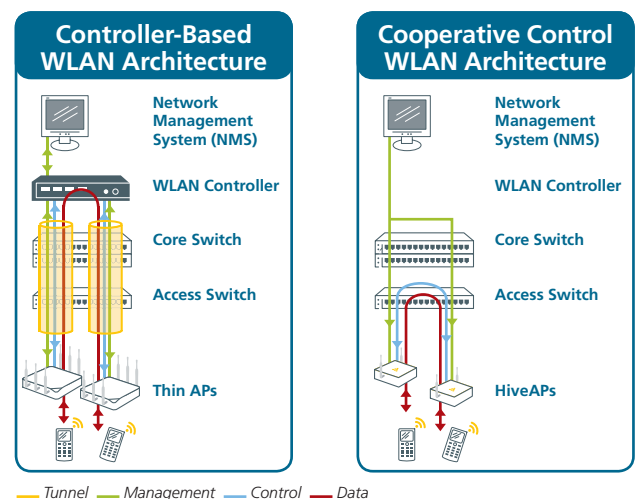 Controller-Based
WLAN Architecture
Network
Management
System (NMS)
WLAN Controller
Core Switch
Access Switch
Thin APs
Cooperative Control
WLAN Architecture
Network
Management
System (NMS)
WLAN Controller
Core Switch
Access Switch
HiveAPs
Tunnel Management Control Data